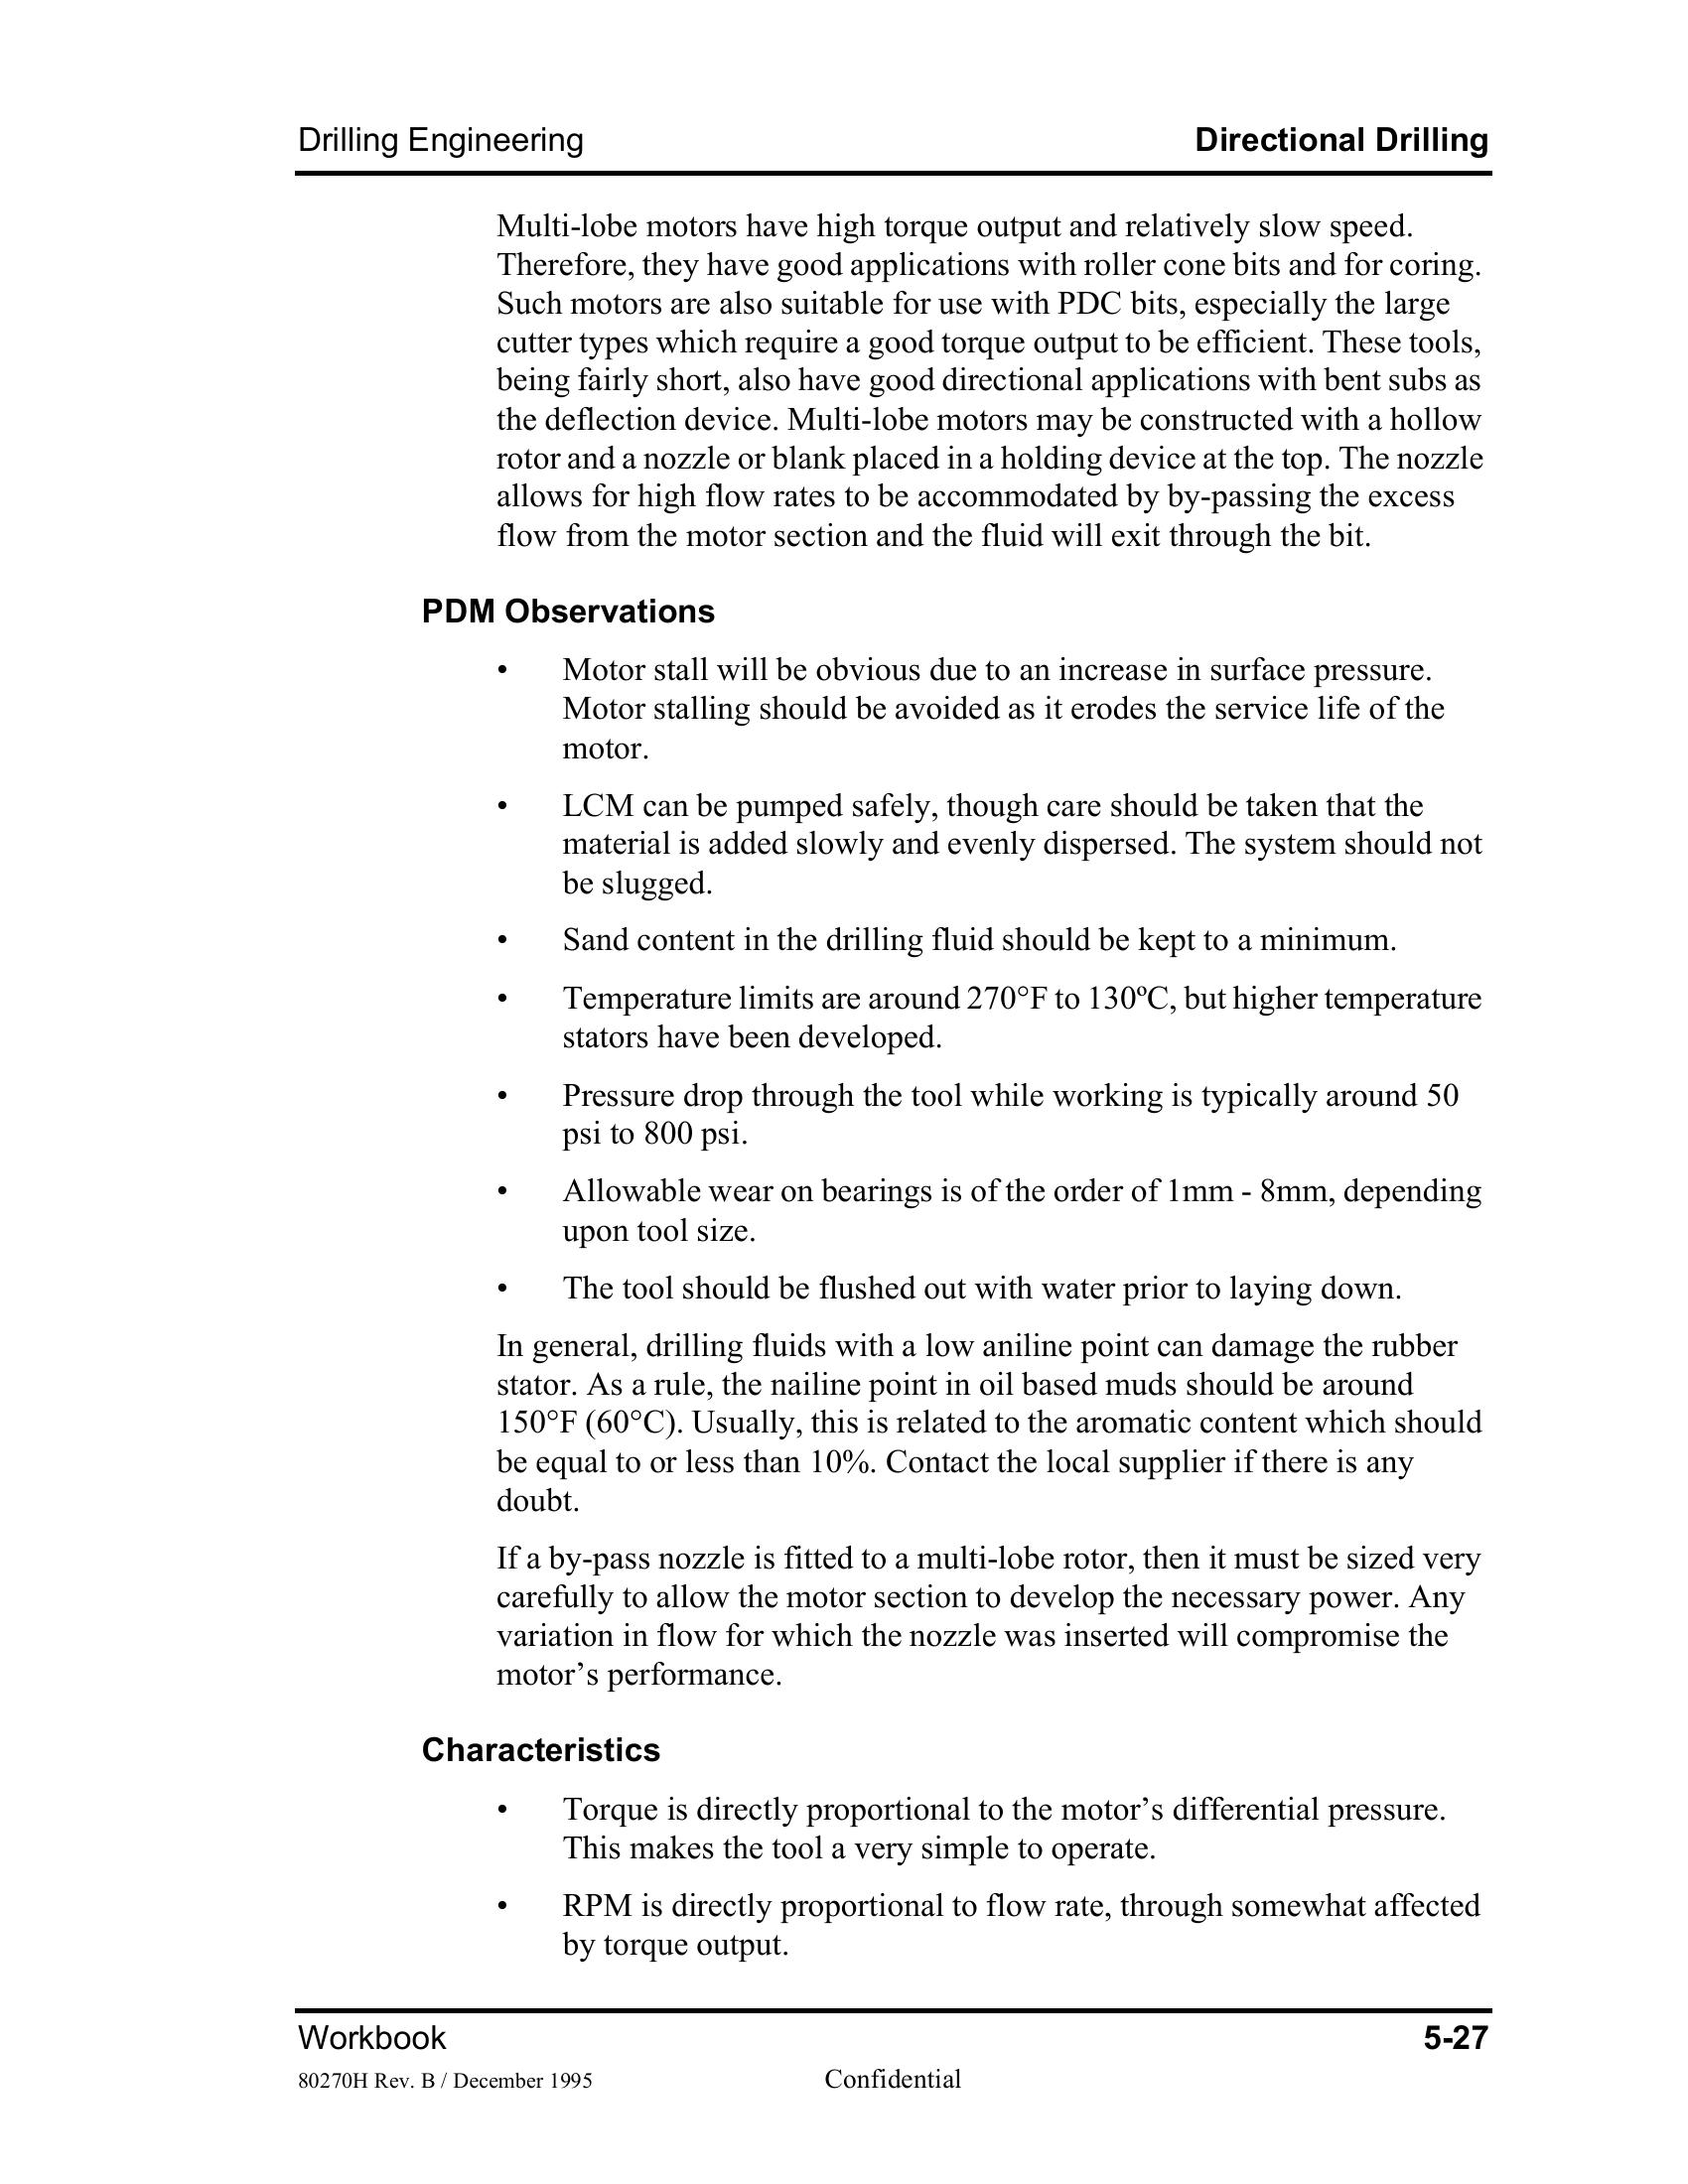 Drilling Engineering Directional Drilling
Multi-lobe motors have high torque output and relatively slow speed.
Therefore, they have good applications with roller cone bits and for coring.
Such motors are also suitable for use with PDC bits, especially the large
cutter types which require a good torque output to be efficient. These tools,
being fairly short, also have good directional applications with bent subs as
the deflection device. Multi-lobe motors may be constructed with a hollow
rotor and a nozzle or blank placed in a holding device at the top. The nozzle
allows for high flow rates to be accommodated by by-passing the excess
flow from the motor section and the fluid will exit through the bit.
PDM Observations
• Motor stall will be obvious due to an increase in surface pressure.
Motor stalling should be avoided as it erodes the service life of the
motor.
• LCM can be pumped safely, though care should be taken that the
material is added slowly and evenly dispersed. The system should not
be slugged.
• Sand content in the drilling fluid should be kept to a minimum.
• Temperature limits are around 270°F to 130ºC, but higher temperature
stators have been developed.
• Pressure drop through the tool while working is typically around 50
psi to 800 psi.
• Allowable wear on bearings is of the order of 1mm - 8mm, depending
upon tool size.
• The tool should be flushed out with water prior to laying down.
In general, drilling fluids with a low aniline point can damage the rubber
stator. As a rule, the nailine point in oil based muds should be around
150°F (60°C). Usually, this is related to the aromatic content which should
be equal to or less than 10%. Contact the local supplier if there is any
doubt.
If a by-pass nozzle is fitted to a multi-lobe rotor, then it must be sized very
carefully to allow the motor section to develop the necessary power. Any
variation in flow for which the nozzle was inserted will compromise the
motor’s performance.
Characteristics
• Torque is directly proportional to the motor’s differential pressure.
This makes the tool a very simple to operate.
• RPM is directly proportional to flow rate, through somewhat affected
by torque output.
Workbook 5-27
80270H Rev. B / December 1995 Confidential